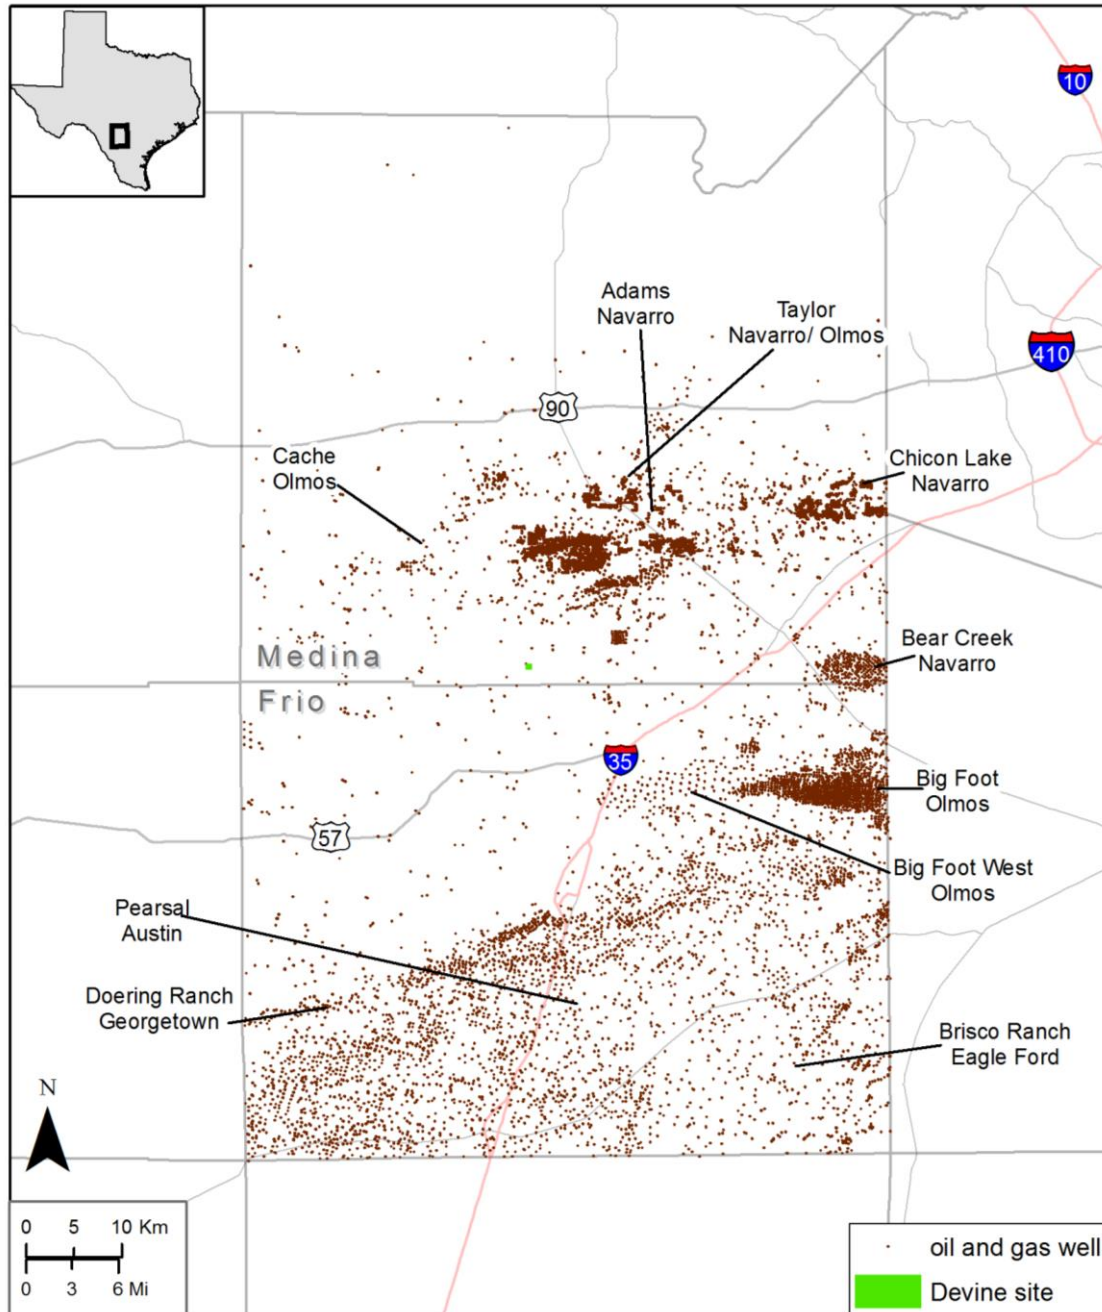 10
Adams
Navarro
Taylor
Navarro/ Olmos
410
90
Cache
Olmos
Chicon Lake
Navarro
Medina
Frio
Bear Creek
Navarro
35
Big Foot
Olmos
57
Big Foot West
Olmos
Pearsal
Austin
Doering Ranch
Georgetown
Brisco Ranch
Eagle Ford
N
0 5 10 Km
0 3 6 Mi
oil and gas well
Devine site